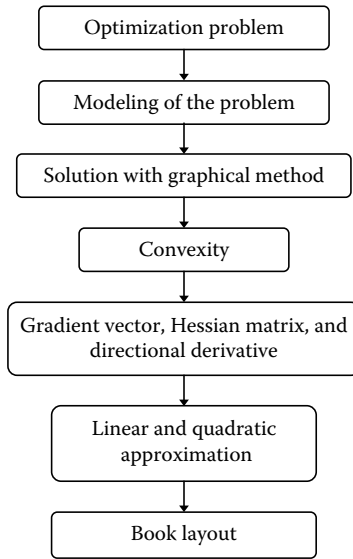 Optimization problem
Modeling of the problem
Solution with graphical method
Convexity
Gradient vector, Hessian matrix, and
directional derivative
Linear and quadratic
approximation
Book layout